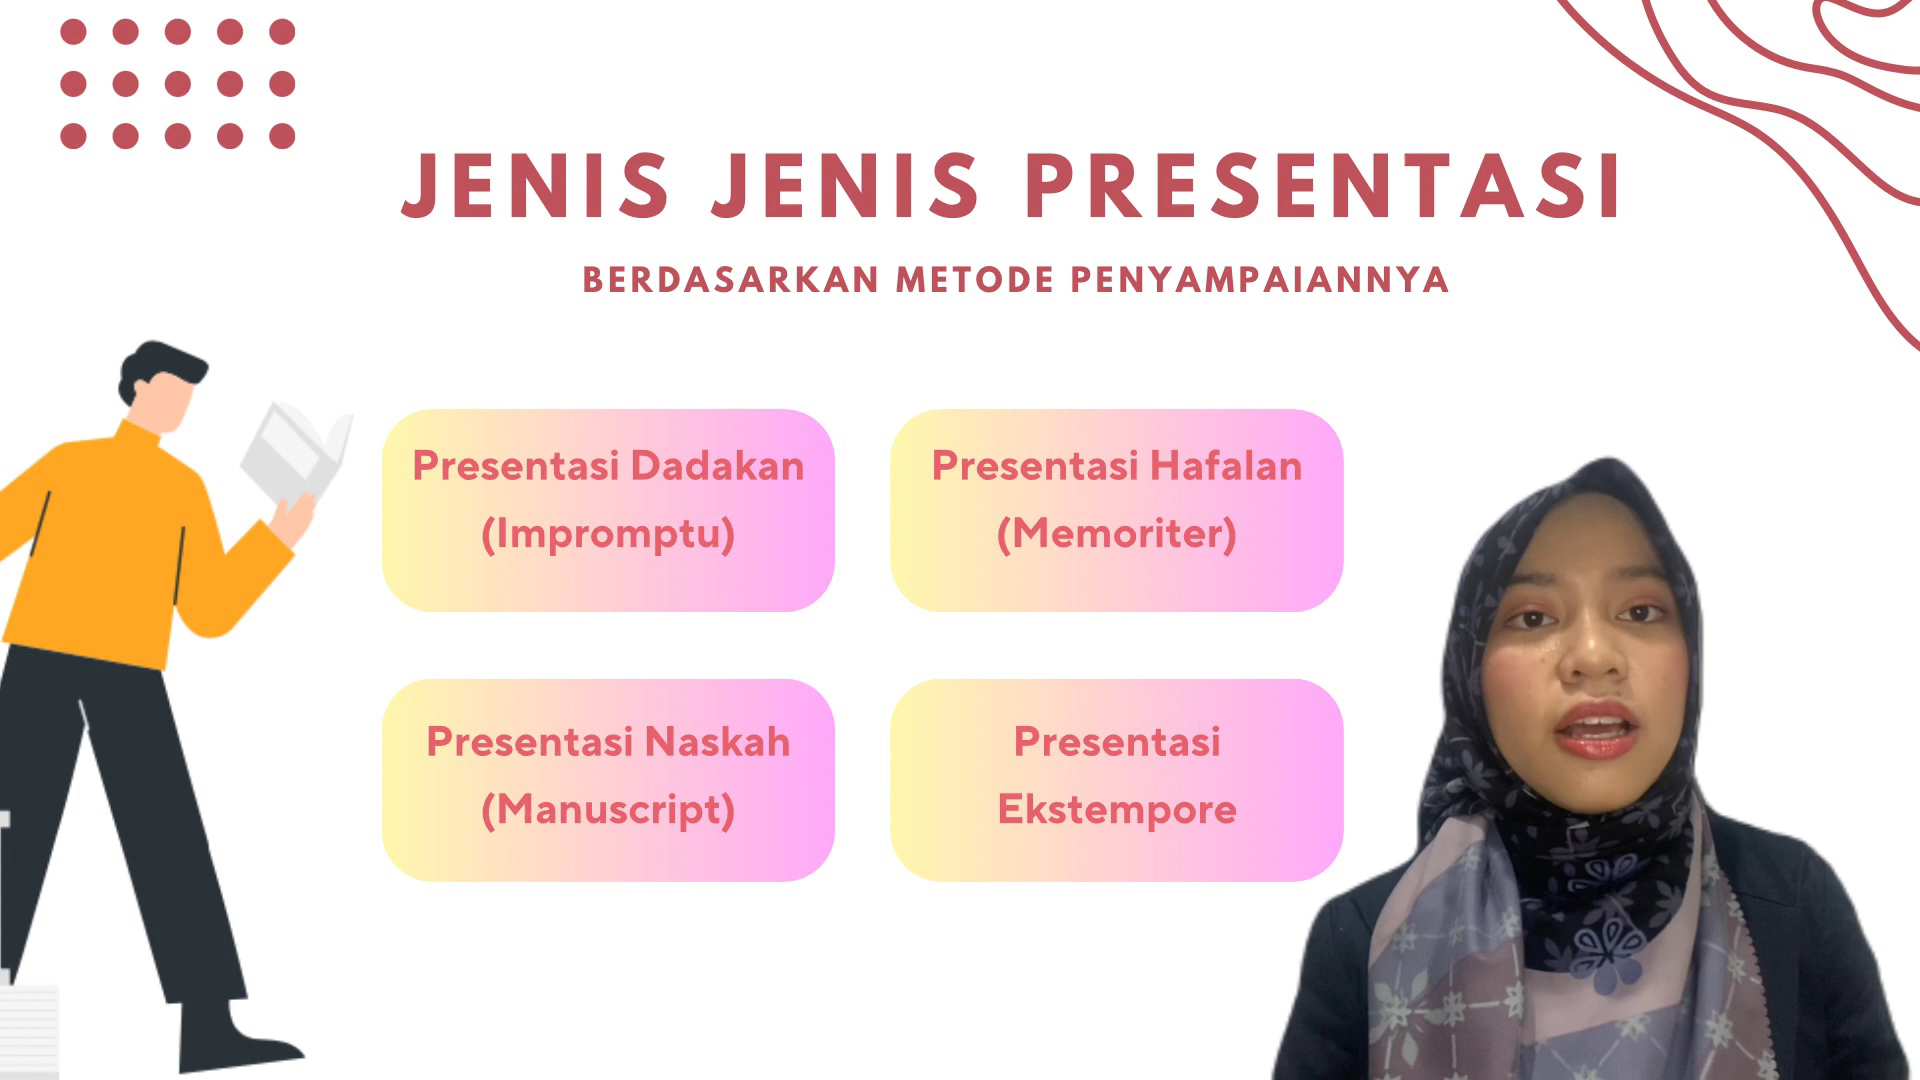 JENIS JENIS PRESENTASI
BERDASARKAN METODE PENYAMPAIANNYA
Presentasi Dadakan
(Impromptu)
Presentasi Hafalan
(Memoriter)
Presentasi Naskah
(Manuscript)
Presentasi
Ekstempore